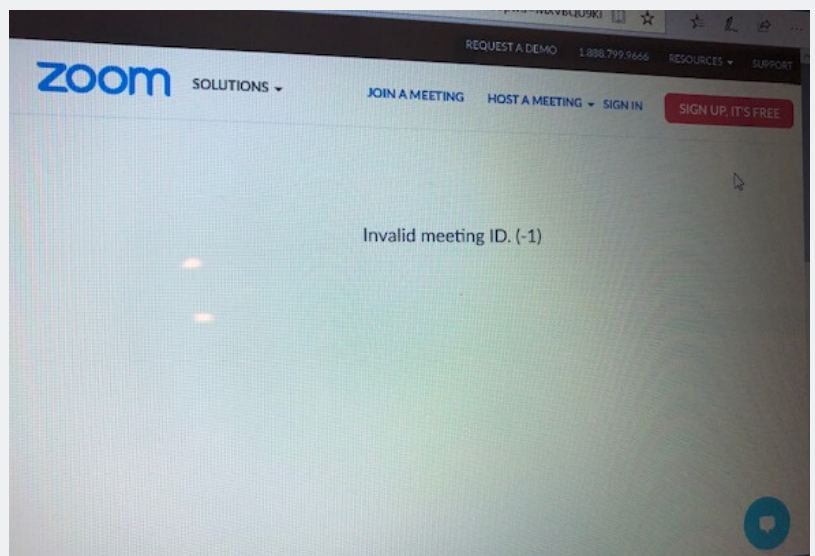 REQUEST A DEMO 1.888.799.9666 RESOURCES SUPPORT
zoom SOLUTIONS JOIN A MEETING HOST A MEETING SIGN IN SIGN UP, IT'S FREE
Invalid meeting ID. (-1)